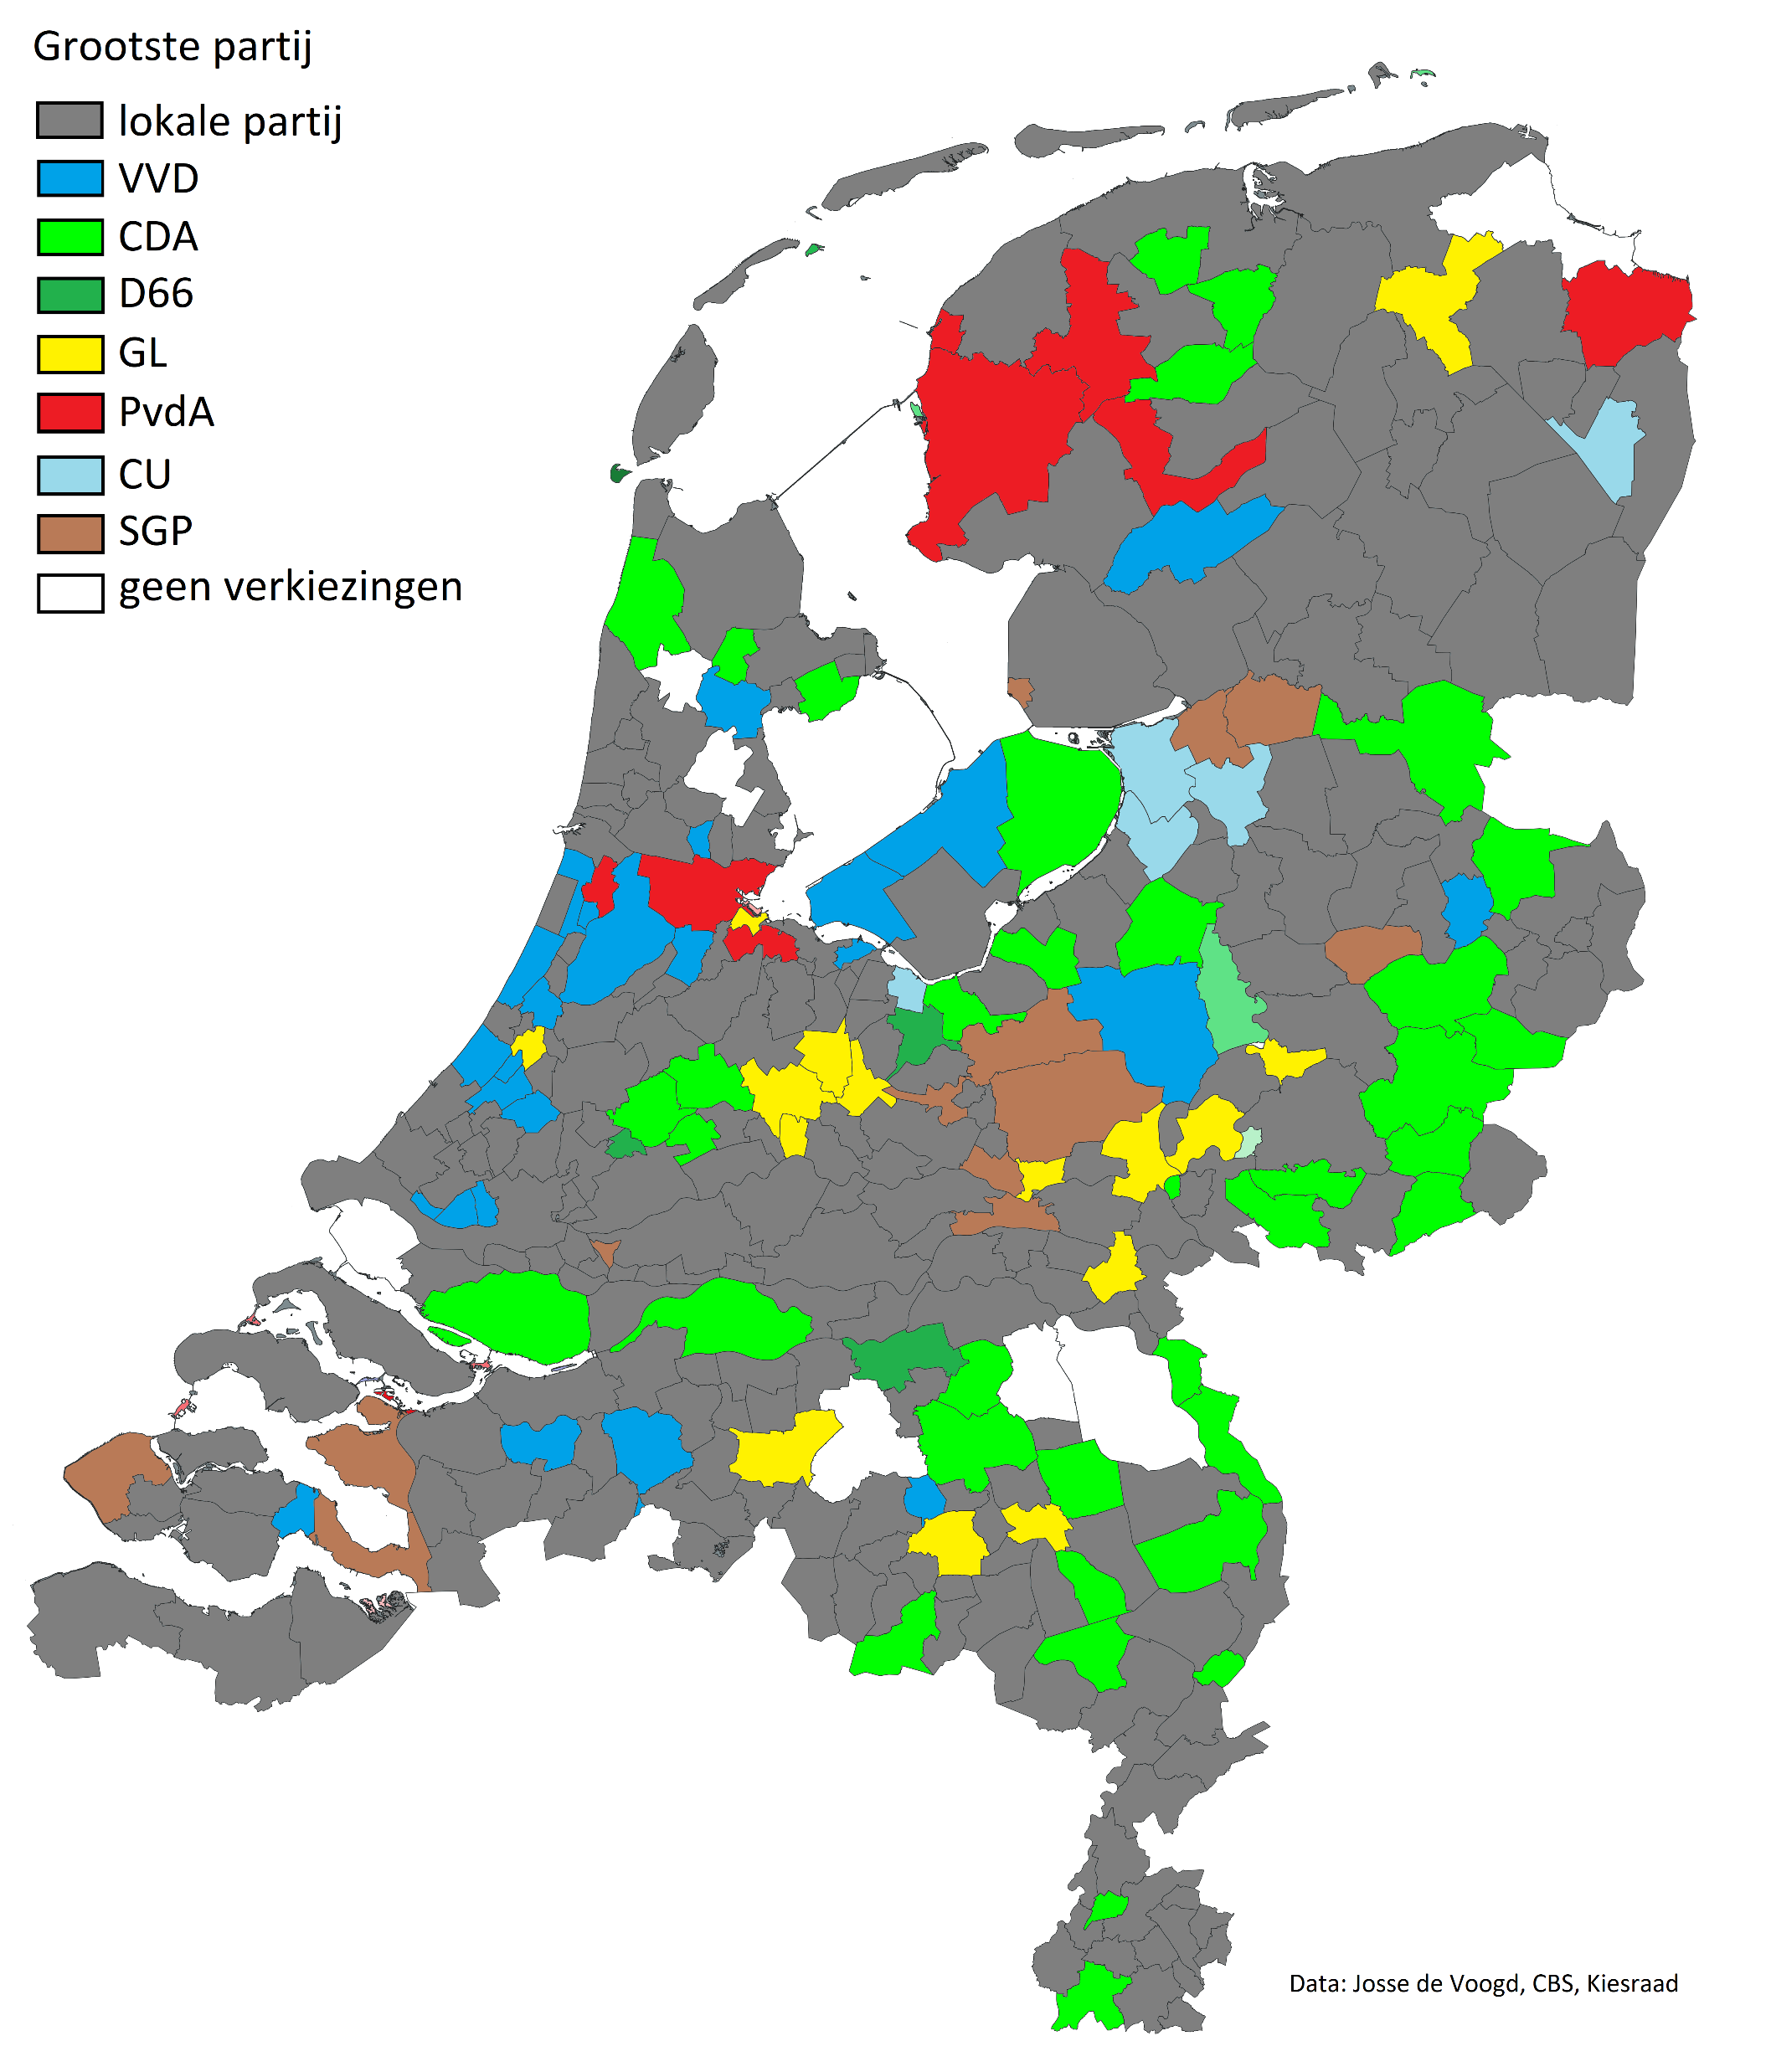 Grootste partij
lokale partij
VVD
CDA
D66
GL
PvdA
CU
SGP
geen verkiezingen
Data: Josse de Voogd, CBS, Kiesraad